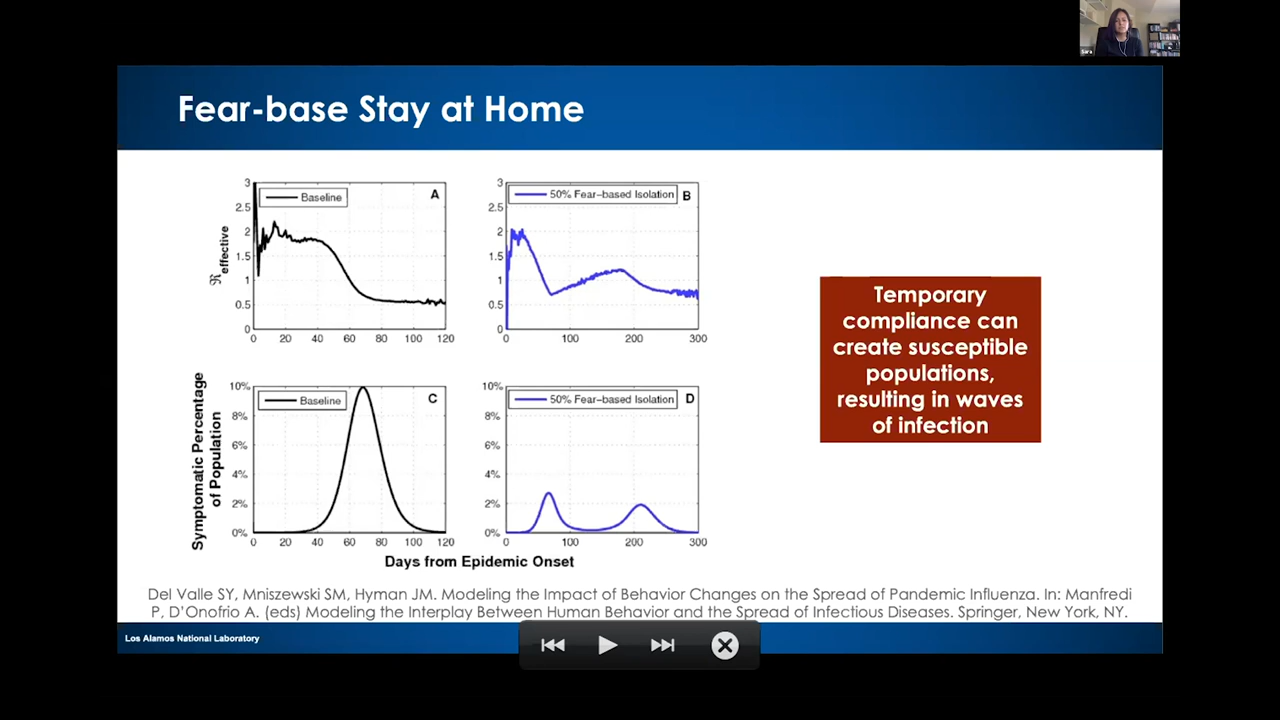 Sara
Fear-base Stay at Home
3
2.5
2
1.5
1
0.5
0
ℜeffective
Baseline
A
0
20
40
60
80
100
120
3
2.5
2
1.5
1
0.5
0
50% Fear-based Isolation
B
0
100
200
300
Temporary
compliance can
create susceptible
populations,
resulting in waves
of infection
Symptomatic Percentage
of Population
10%
8%
6%
4%
2%
0%
Baseline
C
0
20
40
60
80
100
120
10%
8%
6%
4%
2%
0%
50% Fear-based Isolation
D
0
100
200
300
Days from Epidemic Onset
Del Valle SY, Mniszewski SM, Hyman JM. Modeling the Impact of Behavior Changes on the Spread of Pandemic Influenza. In: Manfredi
P, D'Onofrio A. (eds) Modeling the Interplay Between Human Behavior and the Spread of Infectious Diseases. Springer, New York, NY.
Los Alamos National Laboratory